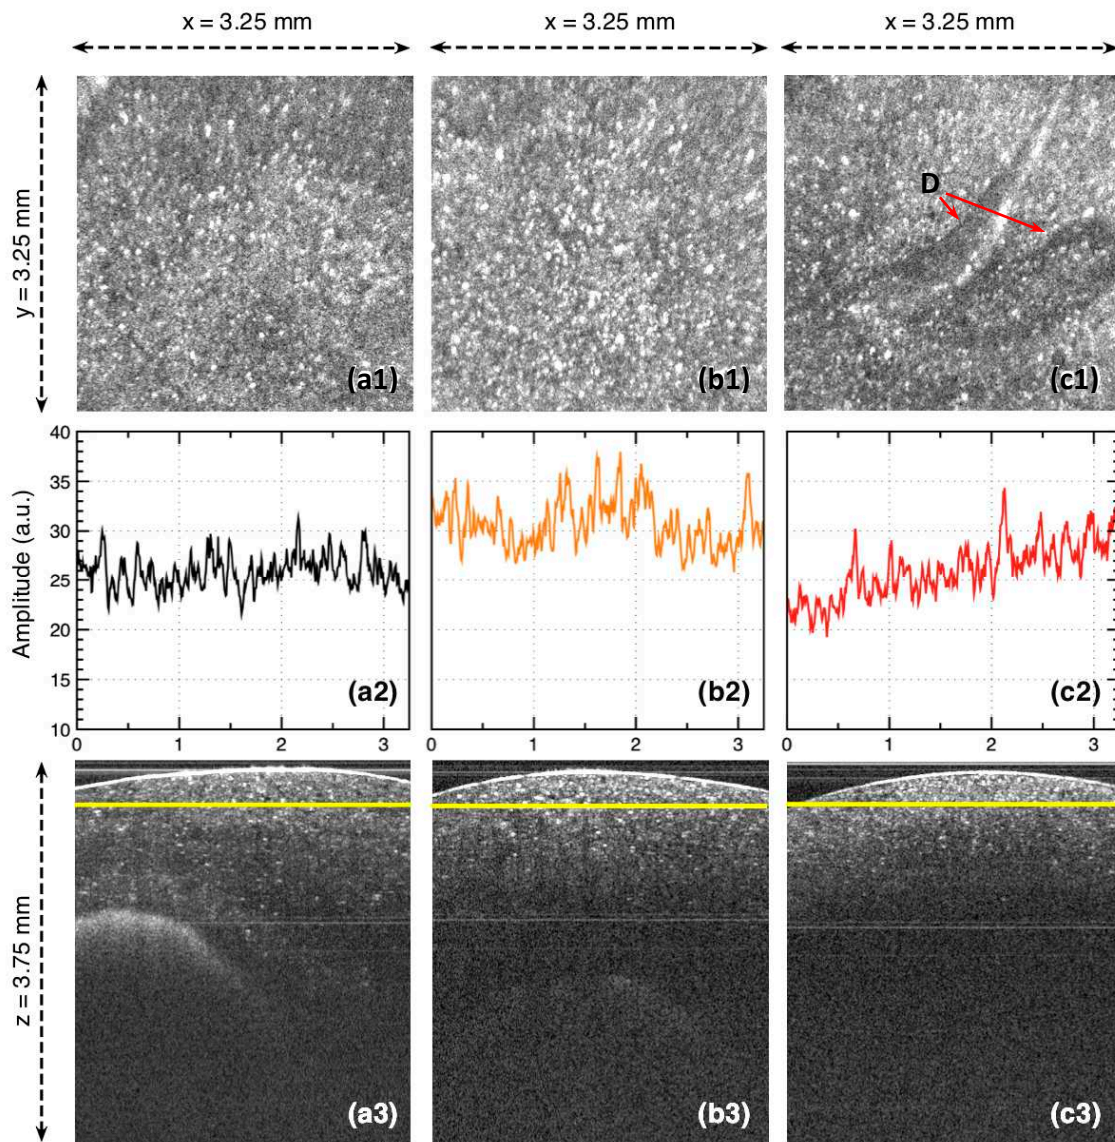 x = 3.25 mm
x = 3.25 mm
x = 3.25 mm
y = 3.25 mm
D
(a1)
(b1)
(c1)
Amplitude (a.u.)
40
35
30
25
20
15
10
(a2)
(b2)
(c2)
0 1 2 3
0 1 2 3
0 1 2 3
z = 3.75 mm
(a3)
(b3)
(c3)